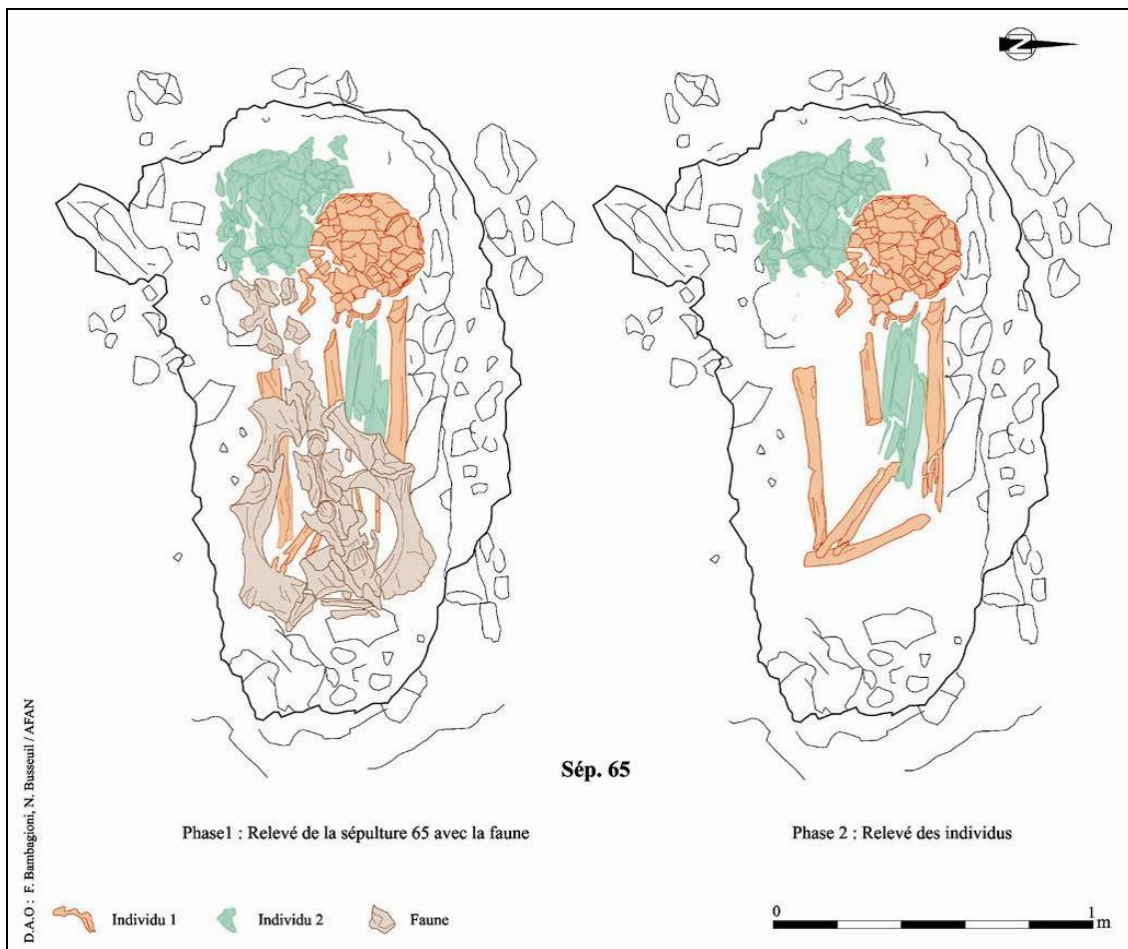 N
Sép. 65
Phase1 : Relevé de la sépulture 65 avec la faune
Phase 2 : Relevé des individus
D.A.O : F. Bambagioni, N. Busseuil / AFAN
Individu 1
Individu 2
Faune
0
1
m